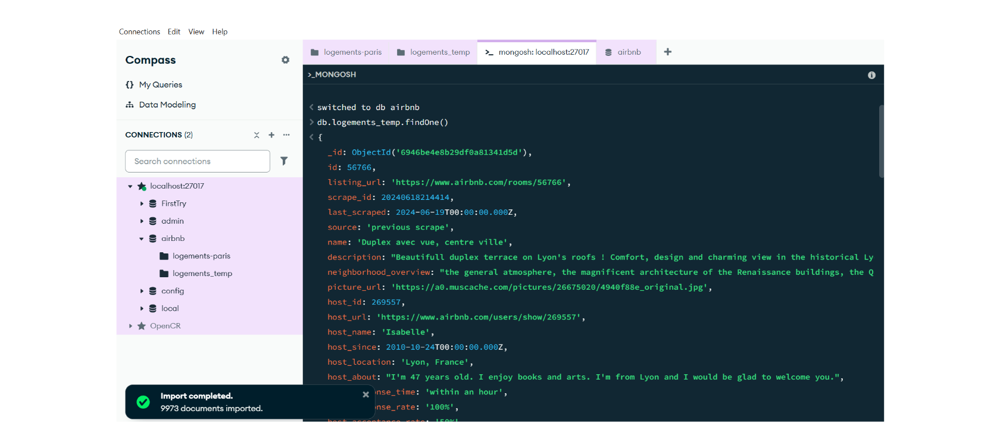 Connections Edit View Help
Compass
{} My Queries
Data Modeling
CONNECTIONS (2)
Search connections
localhost:27017
FirstTry
admin
airbnb
logements-paris
logements_temp
config
local
OpenCR
Import completed.
9973 documents imported.
logements-paris logements_temp >_ mongosh: localhost:27017 airbnb +
>_MONGOSH
< switched to db airbnb
> db.logements_temp.findOne()
< {
_id: ObjectId('6946be4e8b29df0a81341d5d'),
id: 56766,
listing_url: 'https://www.airbnb.com/rooms/56766',
scrape_id: 20240618214414,
last_scraped: 2024-06-19T00:00:00.000Z,
source: 'previous scrape',
name: 'Duplex avec vue, centre ville',
description: "Beautifull duplex terrace on Lyon's roofs ! Comfort, design and charming view in the historical Ly
neighborhood_overview: "the general atmosphere, the magnificent architecture of the Renaissance buildings, the Q
picture_url: 'https://a0.muscache.com/pictures/26675020/4940f88e_original.jpg',
host_id: 269557,
host_url: 'https://www.airbnb.com/users/show/269557',
host_name: 'Isabelle',
host_since: 2010-10-24T00:00:00.000Z,
host_location: 'Lyon, France',
host_about: "I'm 47 years old. I enjoy books and arts. I'm from Lyon and I would be glad to welcome you.",
onse_time: 'within an hour',
onse_rate: '100%',
host_acceptance_rate: '50%'